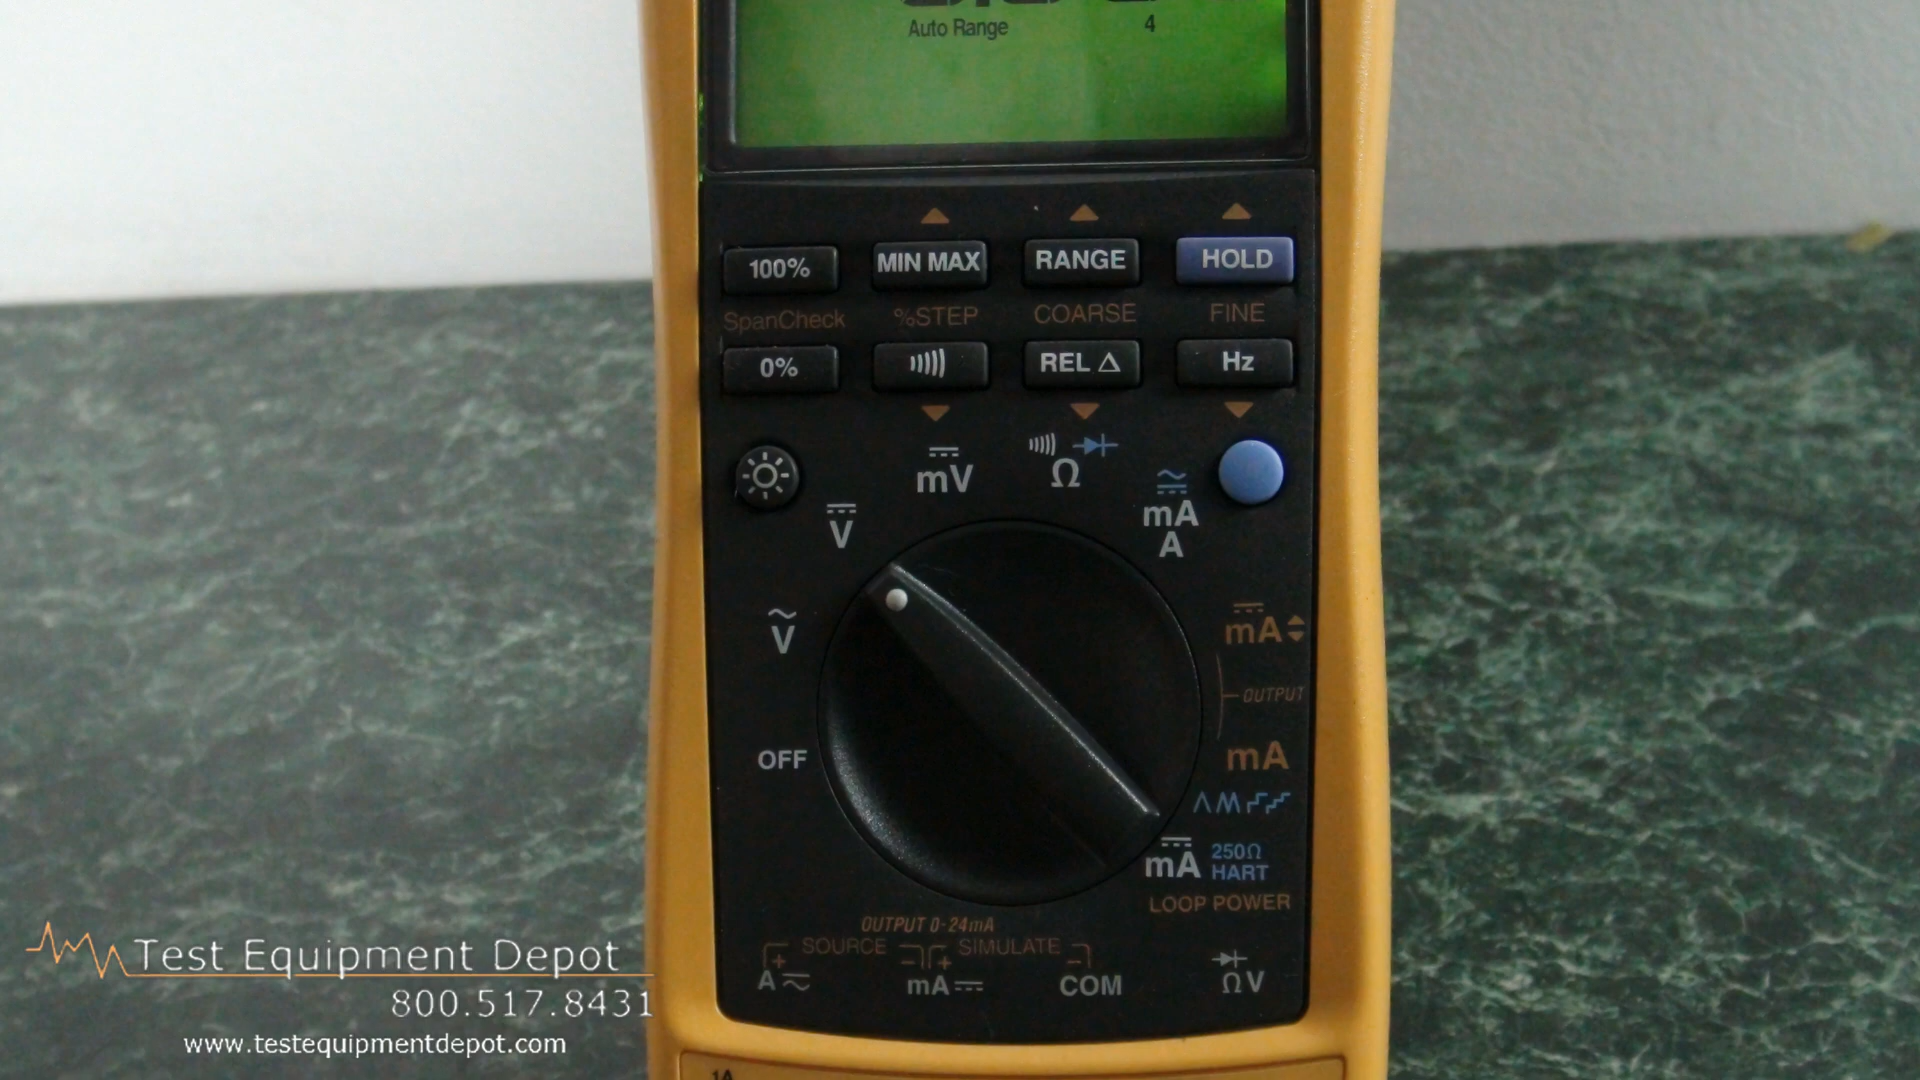 Auto Range 4
100% MIN MAX RANGE HOLD
SpanCheck %STEP COARSE FINE
0% REL △ Hz
mV Ω
V mA
A
V mA
OUTPUT
OFF mA
mA 250Ω
HART
LOOP POWER
OUTPUT 0-24mA
+ SOURCE − + SIMULATE −
A mA COM ΩV
1A
Test Equipment Depot
800.517.8431
www.testequipmentdepot.com